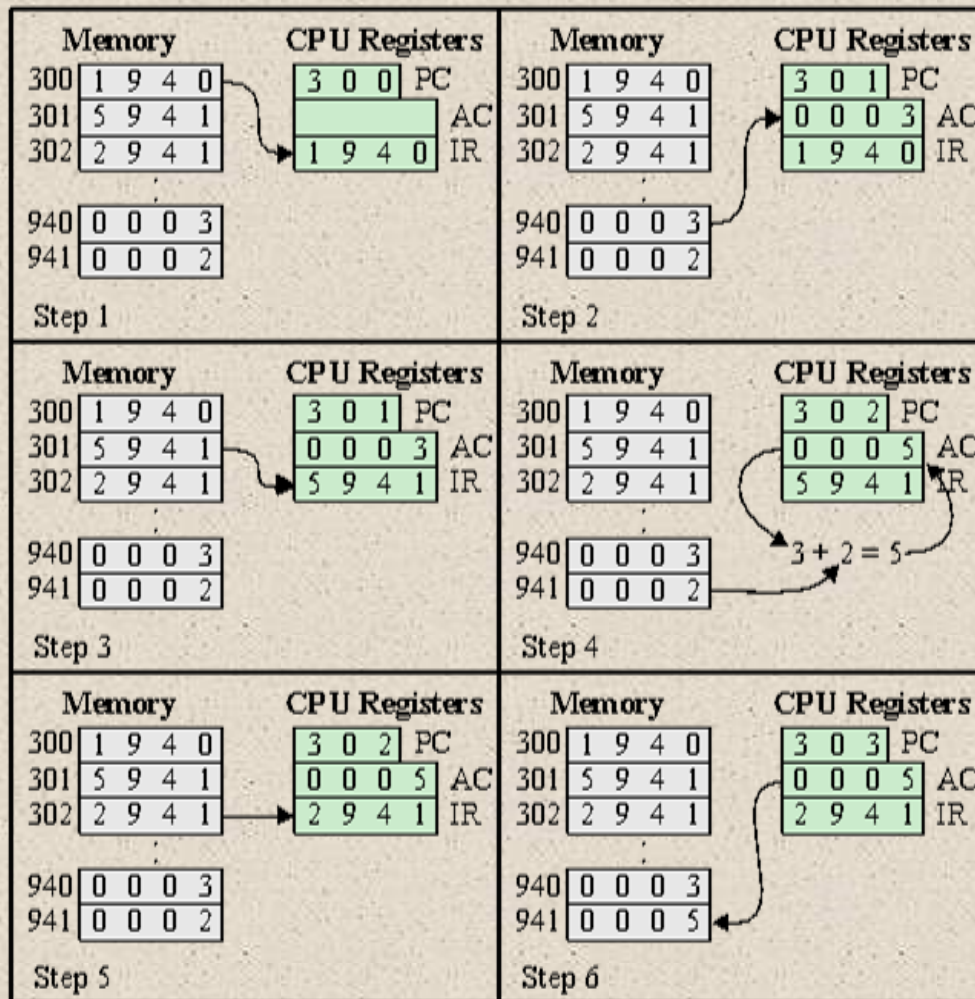 Memory CPU Registers
300 1 9 4 0 3 0 0 PC
301 5 9 4 1 AC
302 2 9 4 1 1 9 4 0 IR
940 0 0 0 3
941 0 0 0 2
Step 1
Memory CPU Registers
300 1 9 4 0 3 0 1 PC
301 5 9 4 1 0 0 0 3 AC
302 2 9 4 1 1 9 4 0 IR
940 0 0 0 3
941 0 0 0 2
Step 2
Memory CPU Registers
300 1 9 4 0 3 0 1 PC
301 5 9 4 1 0 0 0 3 AC
302 2 9 4 1 5 9 4 1 IR
940 0 0 0 3
941 0 0 0 2
Step 3
Memory CPU Registers
300 1 9 4 0 3 0 2 PC
301 5 9 4 1 0 0 0 5 AC
302 2 9 4 1 5 9 4 1 IR
940 0 0 0 3 3 + 2 = 5
941 0 0 0 2
Step 4
Memory CPU Registers
300 1 9 4 0 3 0 2 PC
301 5 9 4 1 0 0 0 5 AC
302 2 9 4 1 2 9 4 1 IR
940 0 0 0 3
941 0 0 0 2
Step 5
Memory CPU Registers
300 1 9 4 0 3 0 3 PC
301 5 9 4 1 0 0 0 5 AC
302 2 9 4 1 2 9 4 1 IR
940 0 0 0 3
941 0 0 0 5
Step 6